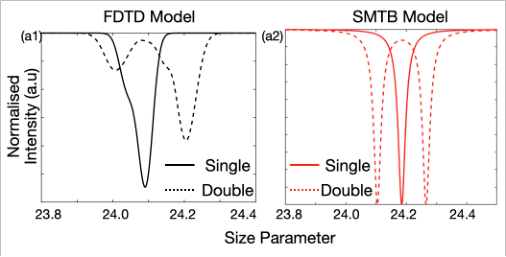 FDTD Model
SMTB Model
(a1)
(a2)
Normalised
Intensity (a.u)
Single
Double
Single
Double
23.8 24.0 24.2 24.4
23.8 24.0 24.2 24.4
Size Parameter